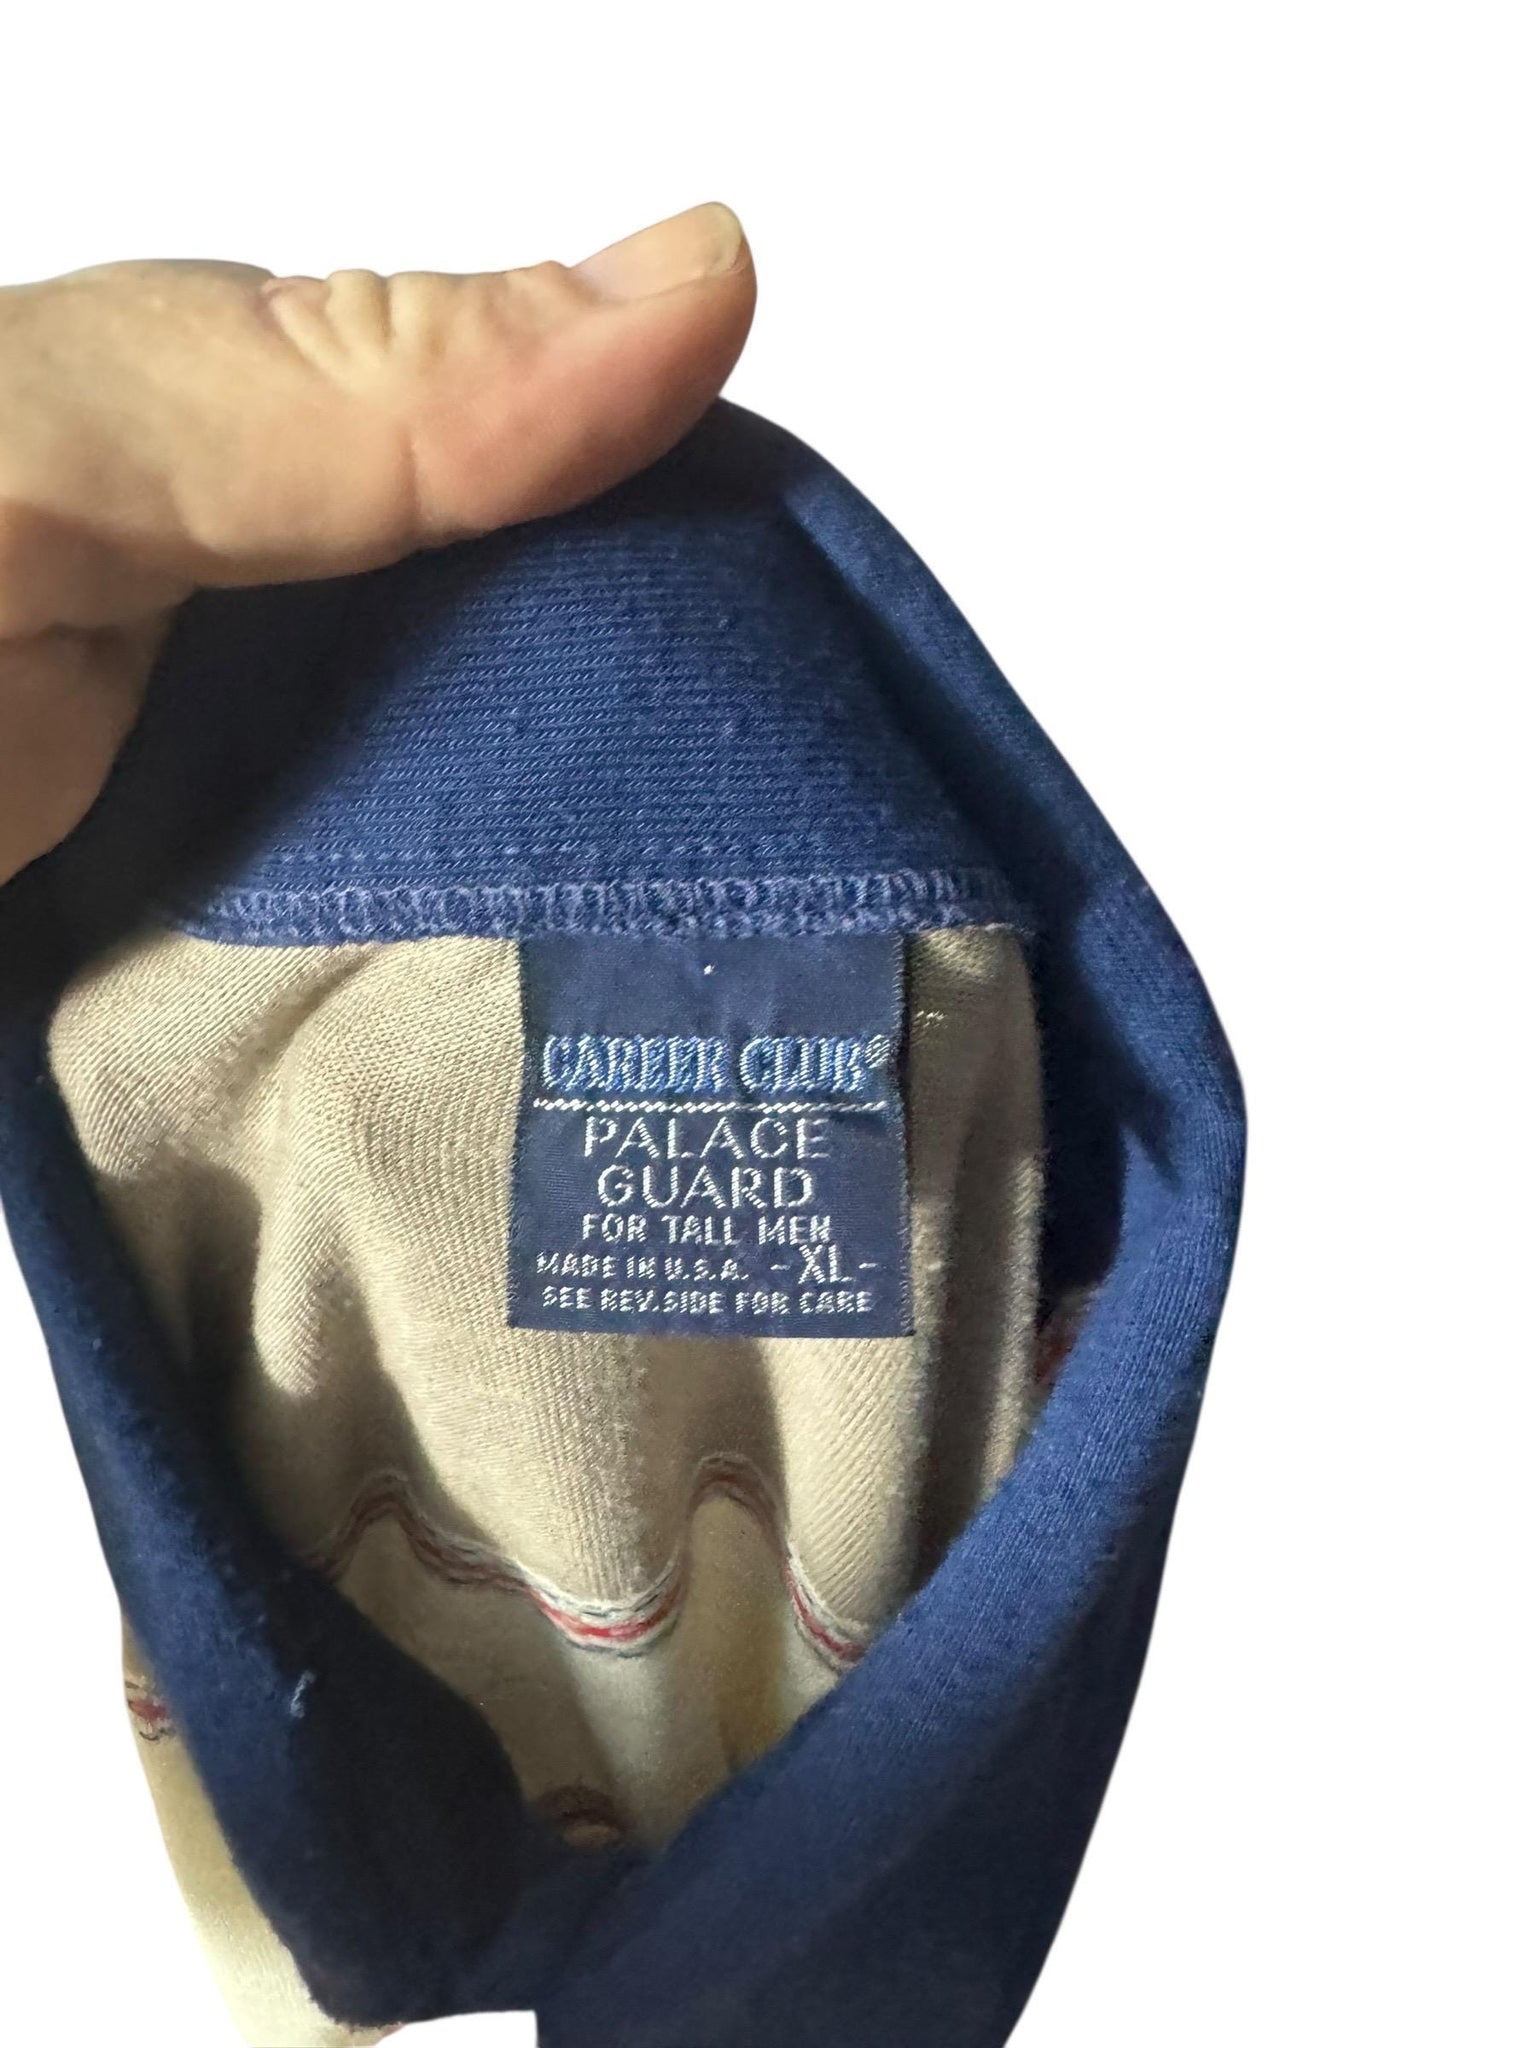 CAREER CLUB®
PALACE
GUARD
FOR TALL MEN
MADE IN U.S.A. -XL-
SEE REV.SIDE FOR CARE